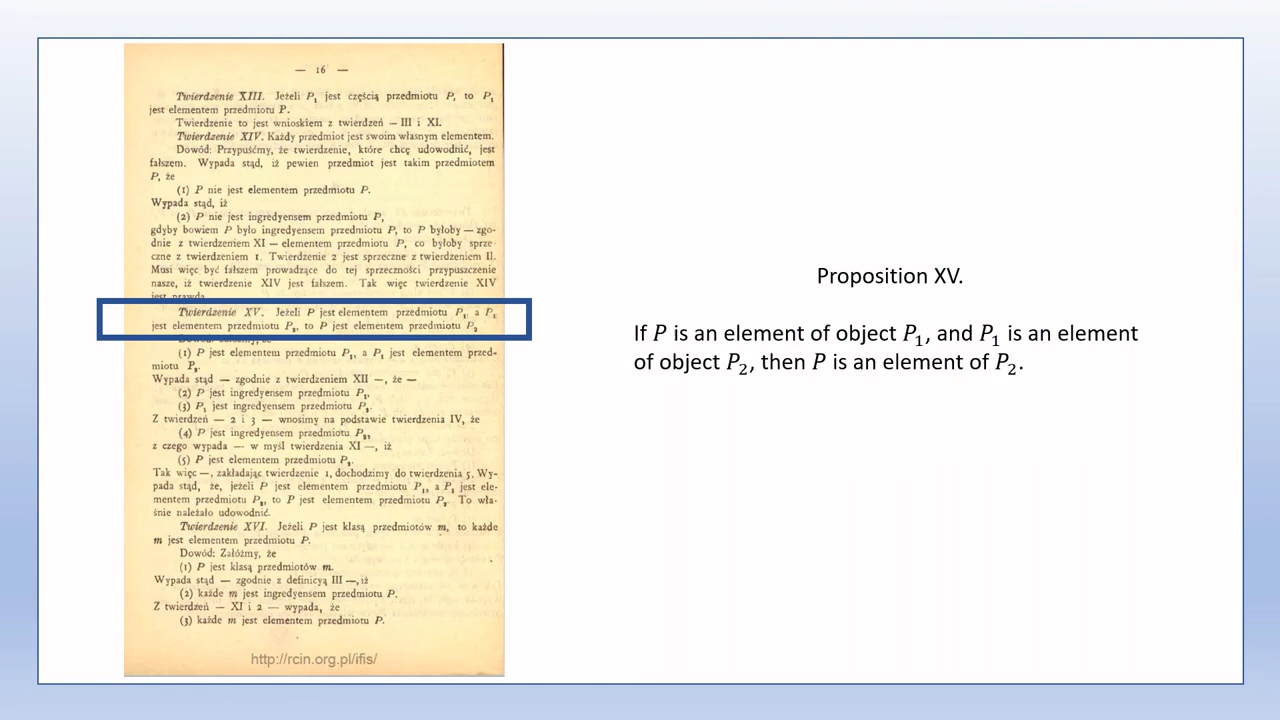 — 16 —
Twierdzenie XIII. Jeżeli P₁ jest częścią przedmiotu P, to P₁
jest elementem przedmiotu P.
Twierdzenie to jest wnioskiem z twierdzeń — III i XI.
Twierdzenie XIV. Każdy przedmiot jest swoim własnym elementem.
Dowód: Przypuśćmy, że twierdzenie, które chcę udowodnić, jest
fałszem. Wypada stąd, iż pewien przedmiot jest takim przedmiotem
P, że
(1) P nie jest elementem przedmiotu P.
Wypada stąd, iż
(2) P nie jest ingredyensem przedmiotu P,
gdyby bowiem P było ingredyensem przedmiotu P, to P byłoby — zgo-
dnie z twierdzeniem XI — elementem przedmiotu P, co byłoby sprze-
czne z twierdzeniem 1. Twierdzenie 2 jest sprzeczne z twierdzeniem II.
Musi więc być fałszem prowadzące do tej sprzeczności przypuszczenie
nasze, iż twierdzenie XIV jest fałszem. Tak więc twierdzenie XIV
jest prawdą.
Twierdzenie XV. Jeżeli P jest elementem przedmiotu P₁, a P₁
jest elementem przedmiotu P₂, to P jest elementem przedmiotu P₂
(1) P jest elementem przedmiotu P₁, a P₁ jest elementem przed-
miotu P₂.
Wypada stąd — zgodnie z twierdzeniem XII —, że —
(2) P jest ingredyensem przedmiotu P₁,
(3) P₁ jest ingredyensem przedmiotu P₂.
Z twierdzeń — 2 i 3 — wnosimy na podstawie twierdzenia IV, że
(4) P jest ingredyensem przedmiotu P₂,
z czego wypada — w myśl twierdzenia XI —, iż
(5) P jest elementem przedmiotu P₂.
Tak więc —, zakładając twierdzenie 1, dochodzimy do twierdzenia 5. Wy-
pada stąd, że, jeżeli P jest elementem przedmiotu P₁, a P₁ jest ele-
mentem przedmiotu P₂, to P jest elementem przedmiotu P₂. To wła-
śnie należało udowodnić.
Twierdzenie XVI. Jeżeli P jest klasą przedmiotów m, to każde
m jest elementem przedmiotu P.
Dowód: Załóżmy, że
(1) P jest klasą przedmiotów m.
Wypada stąd — zgodnie z definicyą III —, iż
(2) każde m jest ingredyensem przedmiotu P.
Z twierdzeń — XI i 2 — wypada, że
(3) każde m jest elementem przedmiotu P.
http://rcin.org.pl/ifis/
Proposition XV.
If P is an element of object P₁, and P₁ is an element
of object P₂, then P is an element of P₂.